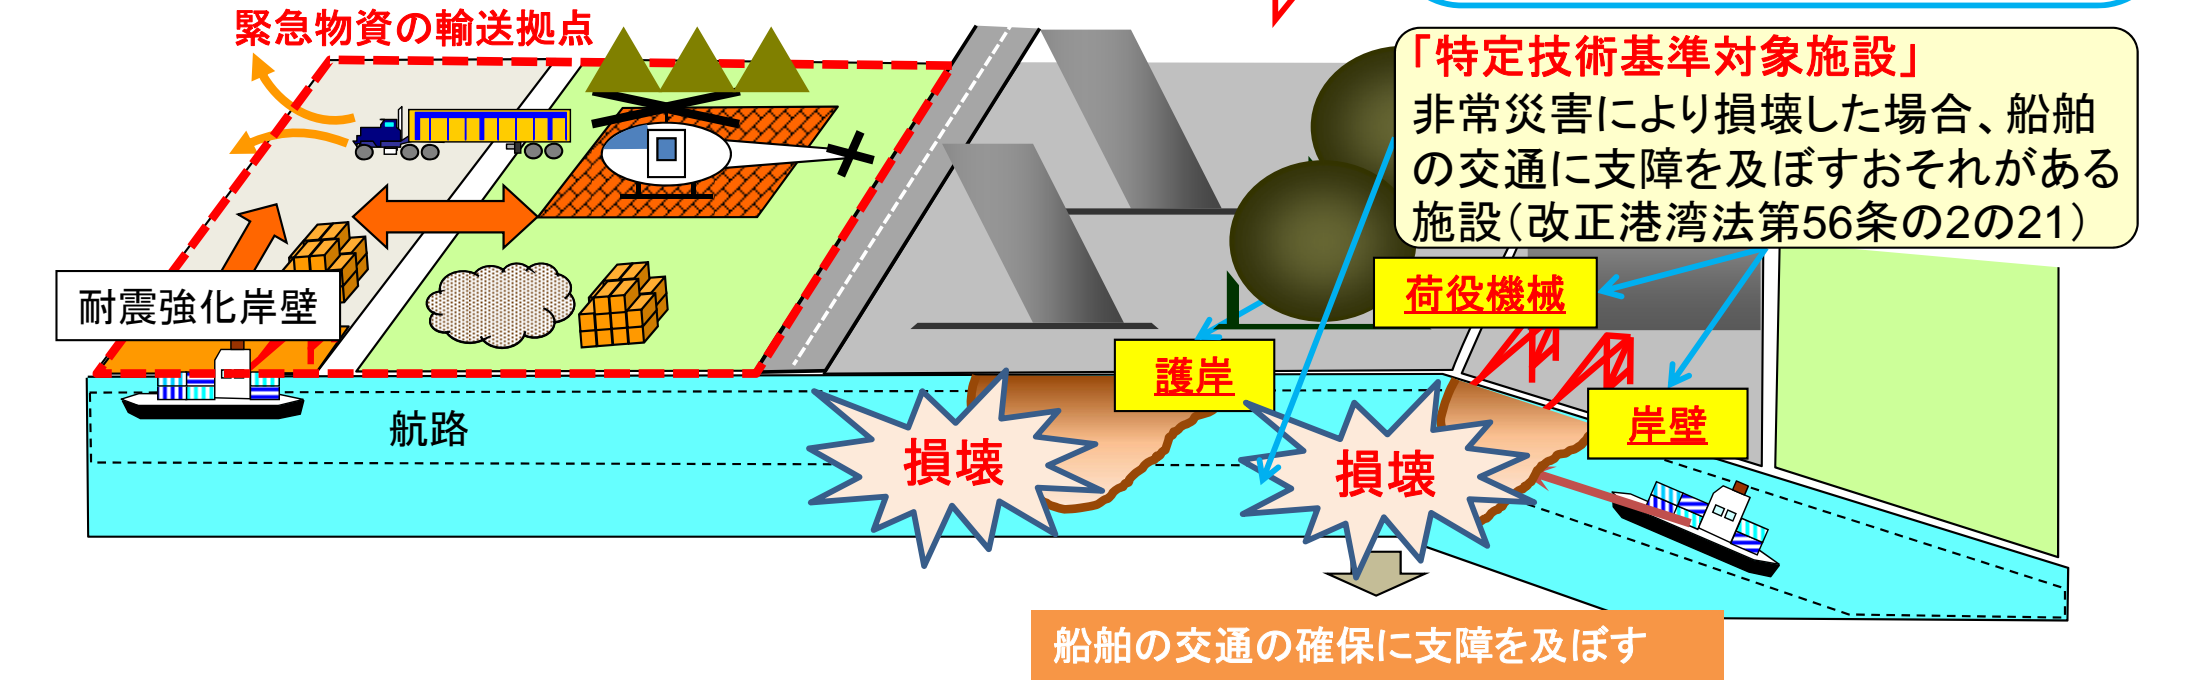 緊急物資の輸送拠点
「特定技術基準対象施設」
非常災害により損壊した場合、船舶
の交通に支障を及ぼすおそれがある
施設（改正港湾法第56条の2の21）
荷役機械
耐震強化岸壁
護岸
岸壁
航路
損壊
損壊
船舶の交通の確保に支障を及ぼす